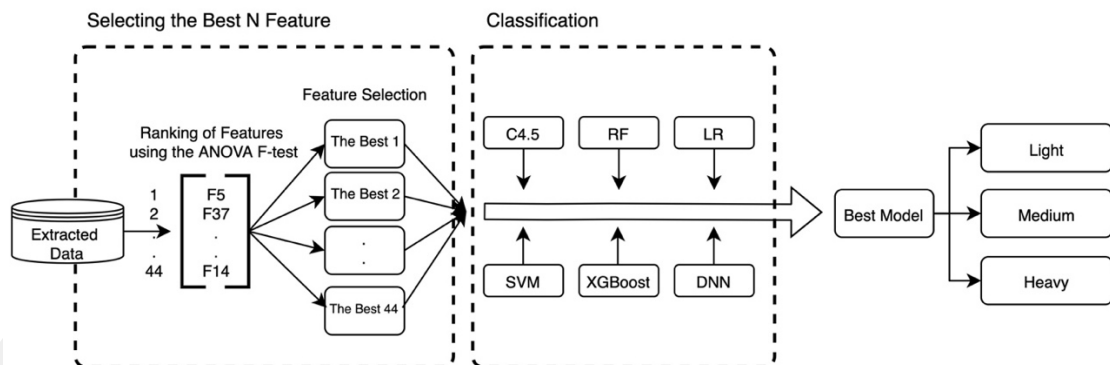 Selecting the Best N Feature
Classification
Feature Selection
Ranking of Features
using the ANOVA F-test
The Best 1
The Best 2
.
The Best 44
1
2
.
.
44
F5
F37
.
.
F14
Extracted
Data
C4.5
RF
LR
SVM
XGBoost
DNN
Best Model
Light
Medium
Heavy